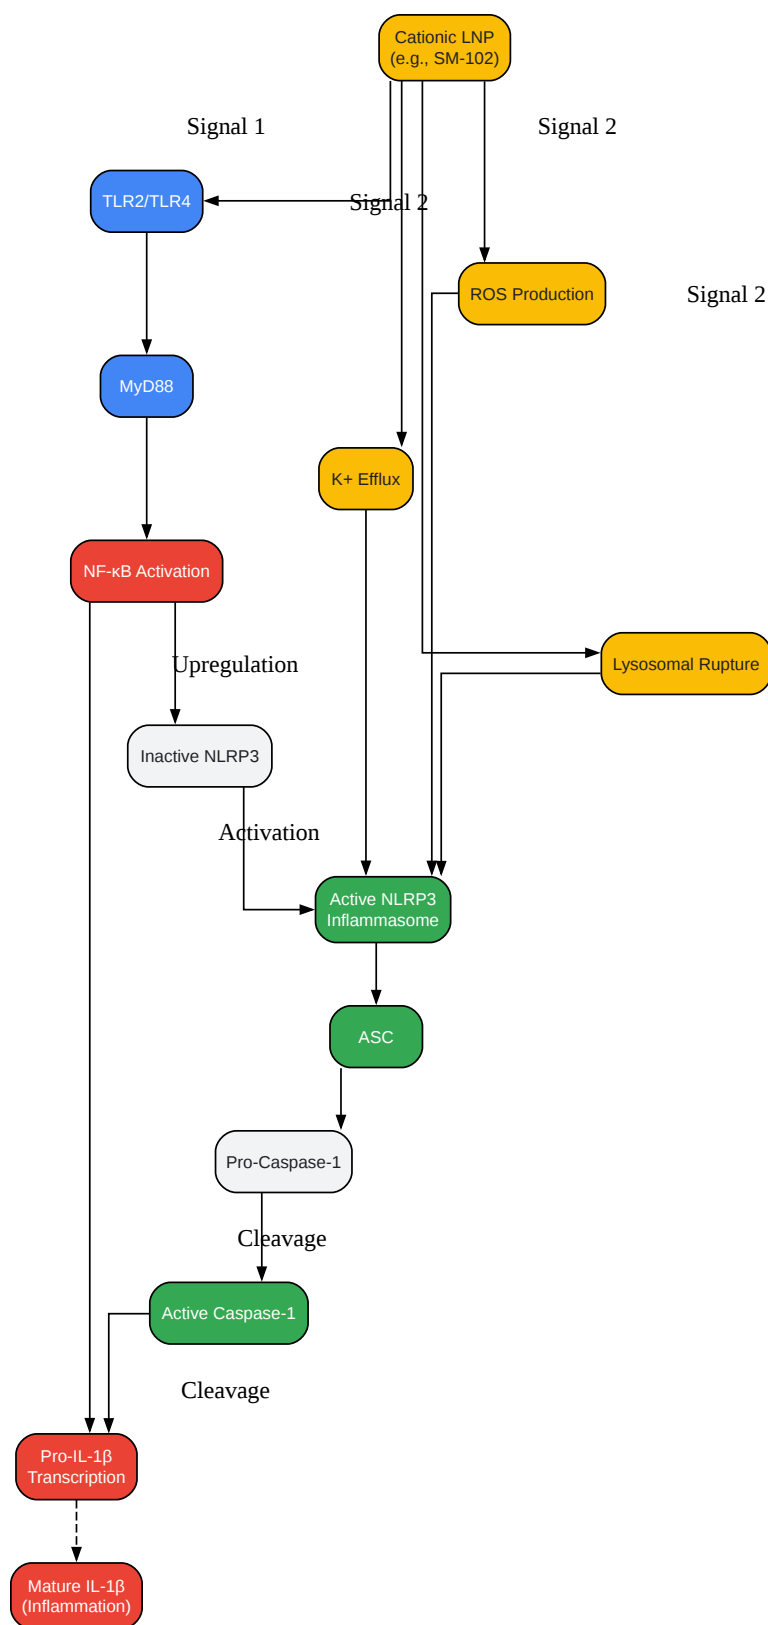 Cationic LNP
(e.g., SM-102)
Signal 1
Signal 2
TLR2/TLR4
Signal 2
ROS Production
Signal 2
MyD88
K+ Efflux
NF-κB Activation
Upregulation
Lysosomal Rupture
Inactive NLRP3
Activation
Active NLRP3
Inflammasome
ASC
Pro-Caspase-1
Cleavage
Active Caspase-1
Cleavage
Pro-IL-1β
Transcription
Mature IL-1β
(Inflammation)